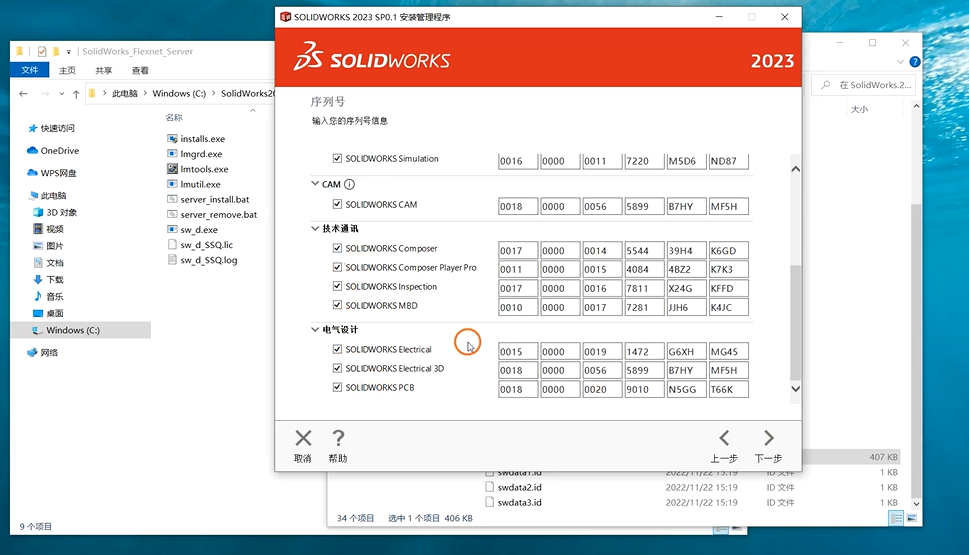 SOLIDWORKS 2023 SP0.1 安装管理程序
SOLIDWORKS
2023
序列号
输入您的序列号信息
SOLIDWORKS Simulation 0016 0000 0011 7220 M5D6 ND87
CAM
SOLIDWORKS CAM 0018 0000 0056 5899 B7HY MF5H
技术通讯
SOLIDWORKS Composer 0017 0000 0014 5544 39H4 K6GD
SOLIDWORKS Composer Player Pro 0011 0000 0015 4084 4BZ2 K7K3
SOLIDWORKS Inspection 0017 0000 0016 7811 X24G KFFD
SOLIDWORKS MBD 0010 0000 0017 7281 JJH6 K4JC
电气设计
SOLIDWORKS Electrical 0015 0000 0019 1472 G6XH MG45
SOLIDWORKS Electrical 3D 0018 0000 0056 5899 B7HY MF5H
SOLIDWORKS PCB 0018 0000 0020 9010 N5GG T66K
取消 帮助 上一步 下一步
SolidWorks_Flexnet_Server
文件 主页 共享 查看
此电脑 Windows (C:)
快速访问
OneDrive
WPS网盘
此电脑
3D 对象
视频
图片
文档
下载
音乐
桌面
Windows (C:)
网络
名称
installs.exe
lmgrd.exe
lmtools.exe
lmutil.exe
server_install.bat
server_remove.bat
sw_d.exe
sw_d_SSQ.lic
sw_d_SSQ.log
9 个项目
在 SolidWorks.2...
大小
407 KB
swdata1.id 2022/11/22 15:19 ID 文件 1 KB
swdata2.id 2022/11/22 15:19 ID 文件 1 KB
swdata3.id 2022/11/22 15:19 ID 文件 1 KB
34 个项目 选中 1 个项目 406 KB